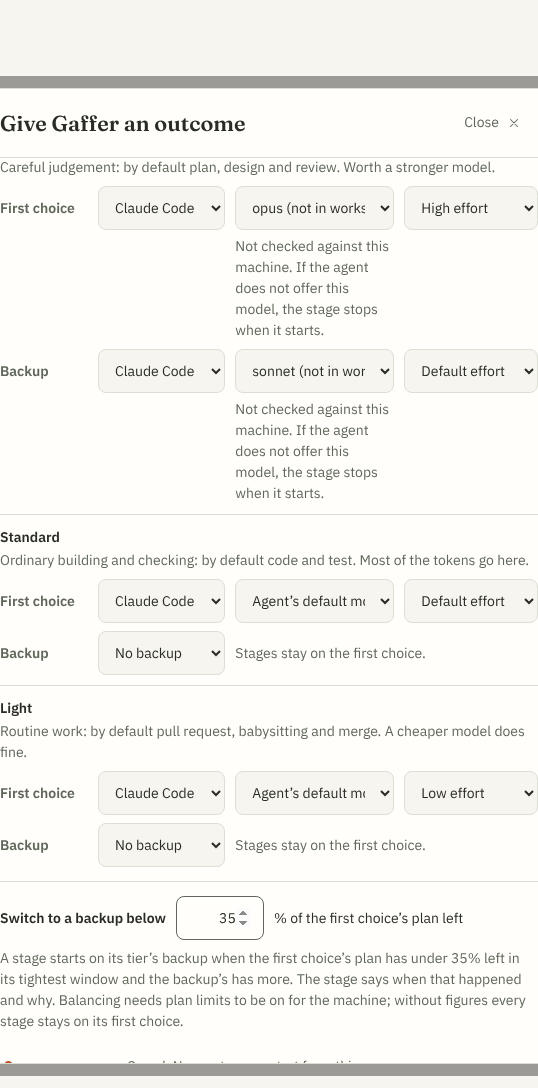 Give Gaffer an outcome
Close ×
Careful judgement: by default plan, design and review. Worth a stronger model.
First choice Claude Code opus (not in works High effort
Not checked against this
machine. If the agent
does not offer this
model, the stage stops
when it starts.
Backup Claude Code sonnet (not in wor Default effort
Not checked against this
machine. If the agent
does not offer this
model, the stage stops
when it starts.
Standard
Ordinary building and checking: by default code and test. Most of the tokens go here.
First choice Claude Code Agent’s default mo Default effort
Backup No backup Stages stay on the first choice.
Light
Routine work: by default pull request, babysitting and merge. A cheaper model does
fine.
First choice Claude Code Agent’s default mo Low effort
Backup No backup Stages stay on the first choice.
Switch to a backup below 35 % of the first choice’s plan left
A stage starts on its tier’s backup when the first choice’s plan has under 35% left in
its tightest window and the backup’s has more. The stage says when that happened
and why. Balancing needs plan limits to be on for the machine; without figures every
stage stays on its first choice.